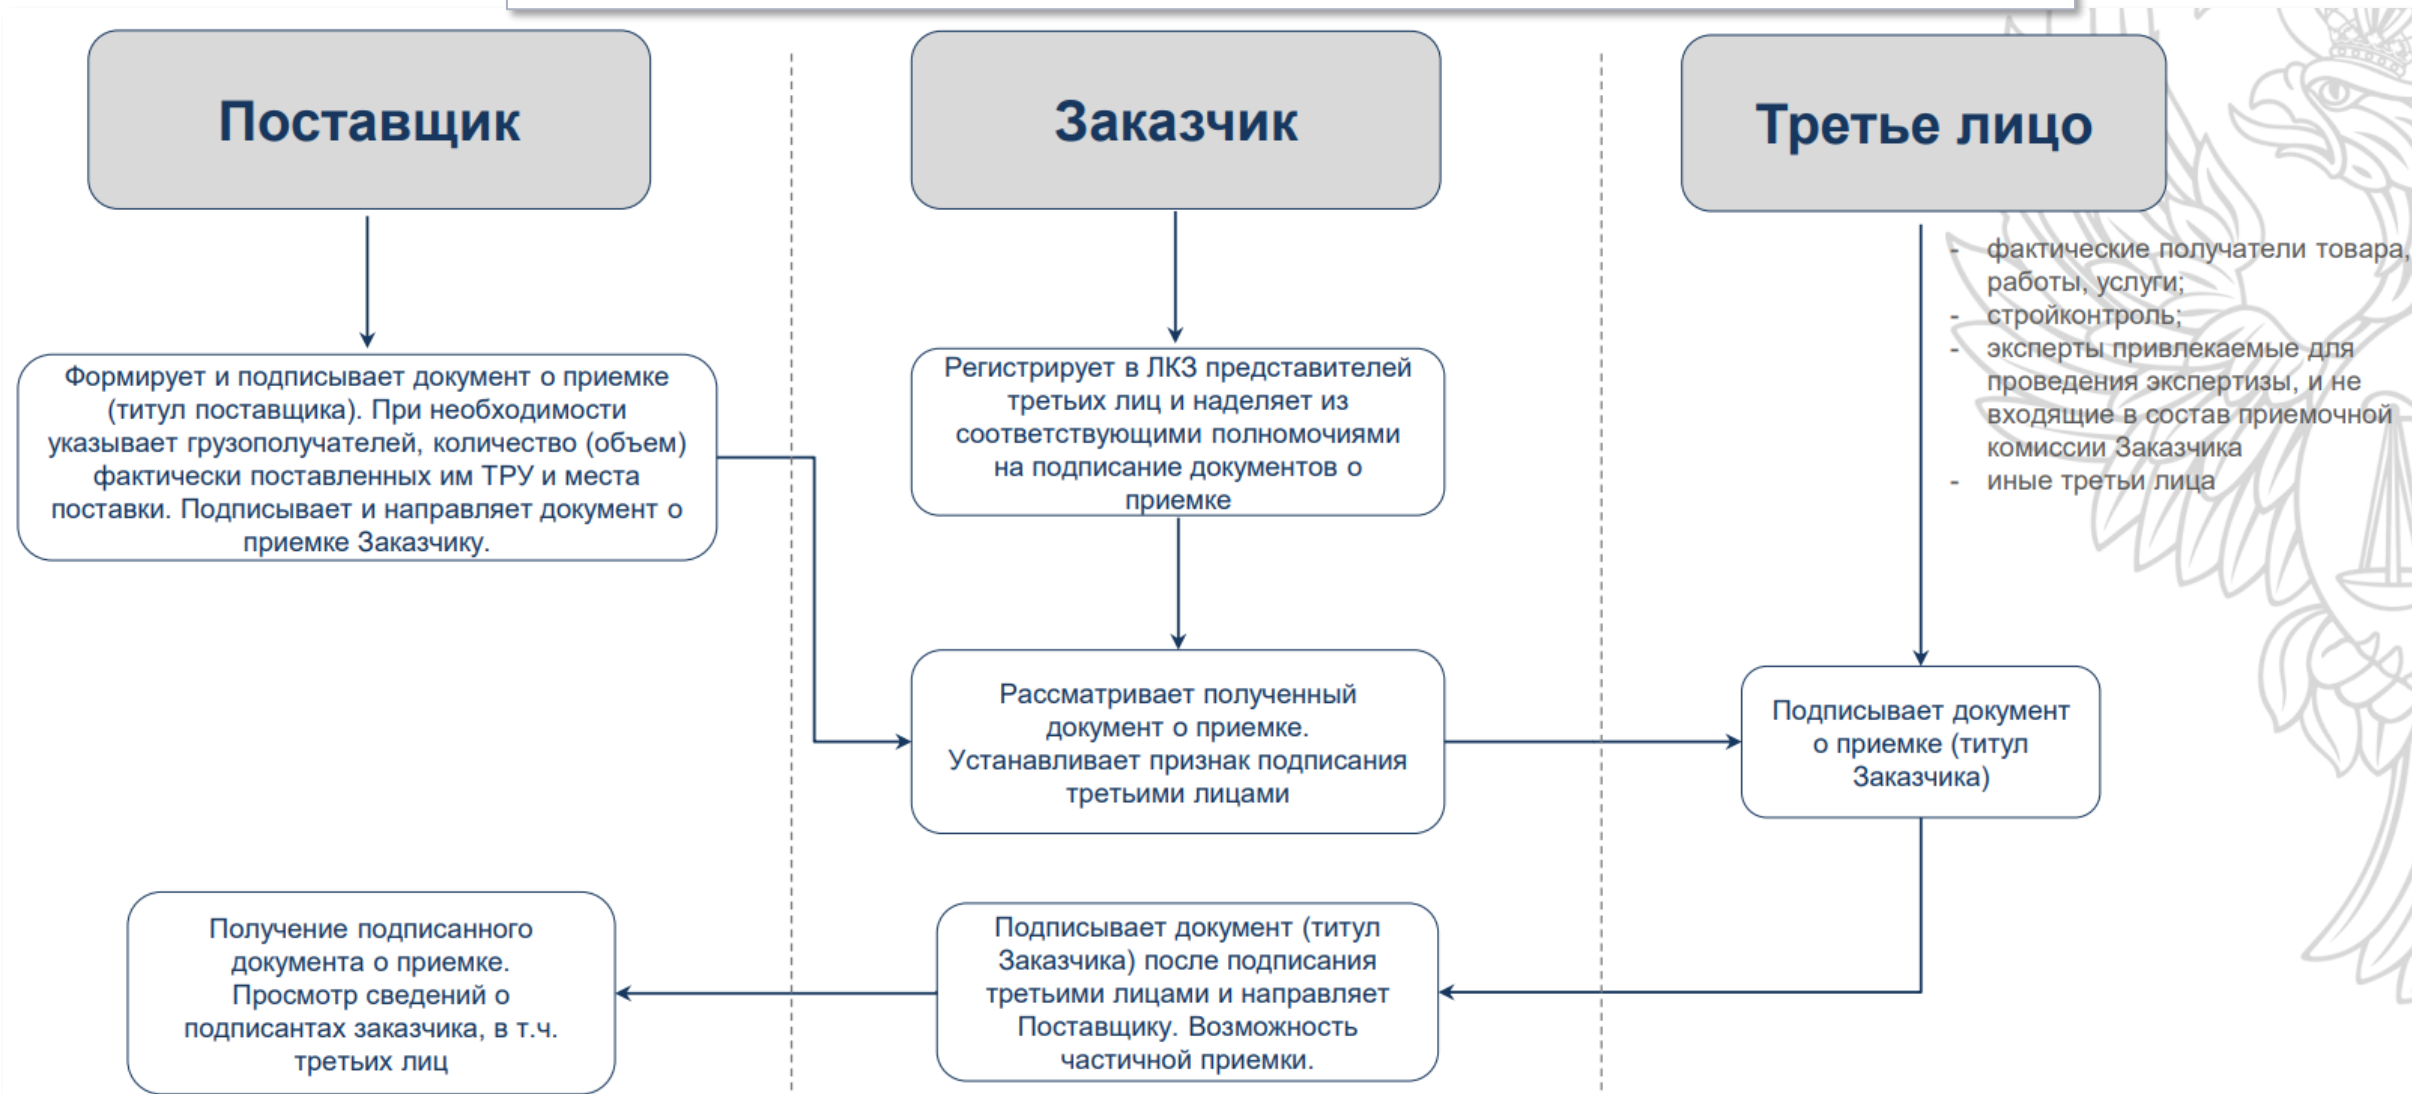 Поставщик
Заказчик
Третье лицо
- фактические получатели товара,
работы, услуги;
- стройконтроль;
- эксперты привлекаемые для
проведения экспертизы, и не
входящие в состав приемочной
комиссии Заказчика
- иные третьи лица
Формирует и подписывает документ о приемке
(титул поставщика). При необходимости
указывает грузополучателей, количество (объем)
фактически поставленных им ТРУ и места
поставки. Подписывает и направляет документ о
приемке Заказчику.
Регистрирует в ЛКЗ представителей
третьих лиц и наделяет из
соответствующими полномочиями
на подписание документов о
приемке
Рассматривает полученный
документ о приемке.
Устанавливает признак подписания
третьими лицами
Подписывает документ
о приемке (титул
Заказчика)
Получение подписанного
документа о приемке.
Просмотр сведений о
подписантах заказчика, в т.ч.
третьих лиц
Подписывает документ (титул
Заказчика) после подписания
третьими лицами и направляет
Поставщику. Возможность
частичной приемки.